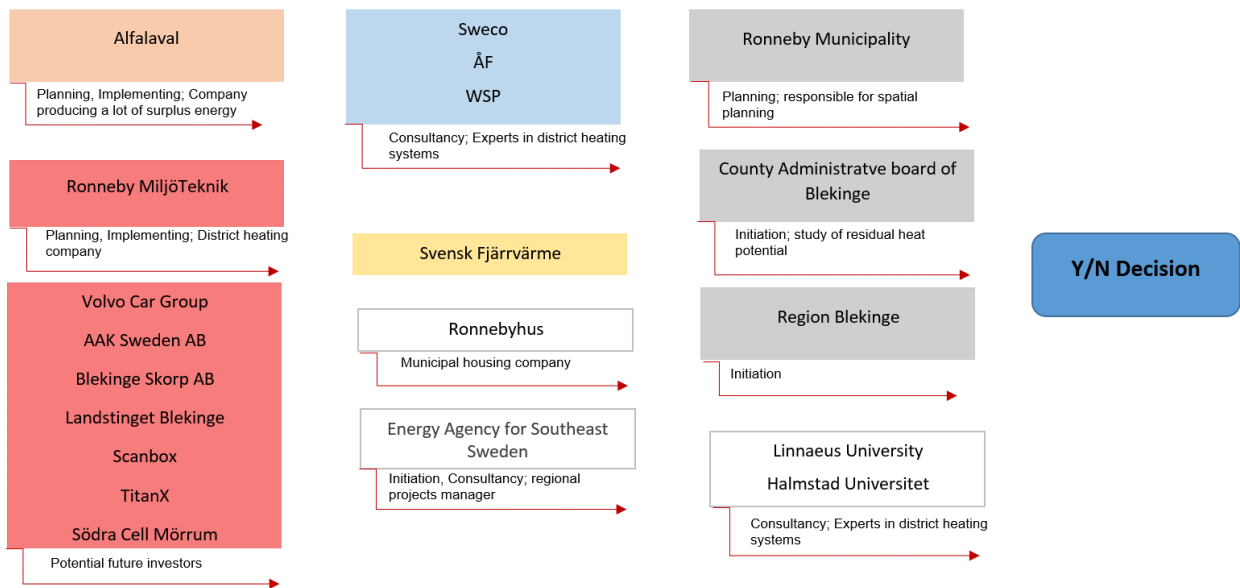 Alfalaval
Planning, Implementing; Company
producing a lot of surplus energy
Ronneby MiljöTeknik
Planning, Implementing; District heating
company
Volvo Car Group
AAK Sweden AB
Blekinge Skorp AB
Landstinget Blekinge
Scanbox
TitanX
Södra Cell Mörrum
Potential future investors
Sweco
ÅF
WSP
Consultancy; Experts in district heating
systems
Svensk Fjärrvärme
Ronnebyhus
Municipal housing company
Energy Agency for Southeast
Sweden
Initiation, Consultancy; regional
projects manager
Ronneby Municipality
Planning; responsible for spatial
planning
County Administratve board of
Blekinge
Initiation; study of residual heat
potential
Region Blekinge
Initiation
Linnaeus University
Halmstad Universitet
Consultancy; Experts in district heating
systems
Y/N Decision